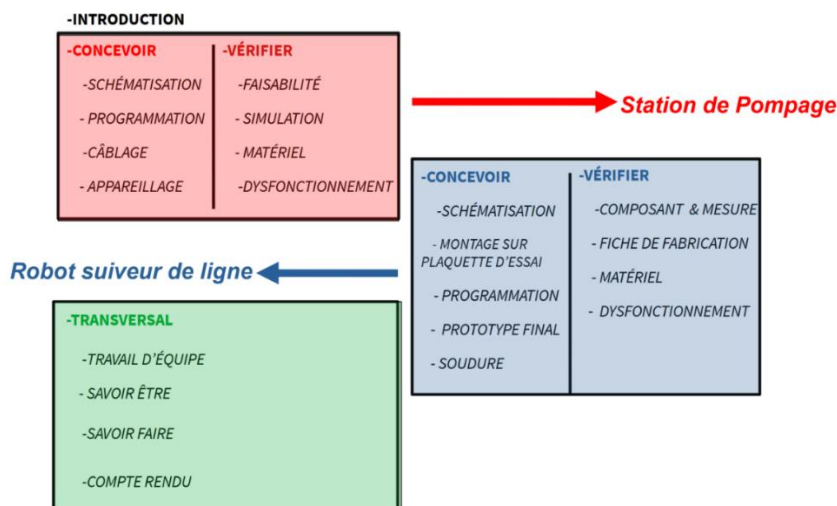 -INTRODUCTION
-CONCEVOIR
-SCHÉMATISATION
- PROGRAMMATION
-CÂBLAGE
- APPAREILLAGE
-VÉRIFIER
-FAISABILITÉ
- SIMULATION
- MATÉRIEL
-DYSFONCTIONNEMENT
Station de Pompage
-CONCEVOIR
-SCHÉMATISATION
- MONTAGE SUR
PLAQUETTE D'ESSAI
- PROGRAMMATION
- PROTOTYPE FINAL
- SOUDURE
-VÉRIFIER
-COMPOSANT & MESURE
- FICHE DE FABRICATION
- MATÉRIEL
- DYSFONCTIONNEMENT
Robot suiveur de ligne
-TRANSVERSAL
-TRAVAIL D'ÉQUIPE
- SAVOIR ÊTRE
-SAVOIR FAIRE
-COMPTE RENDU